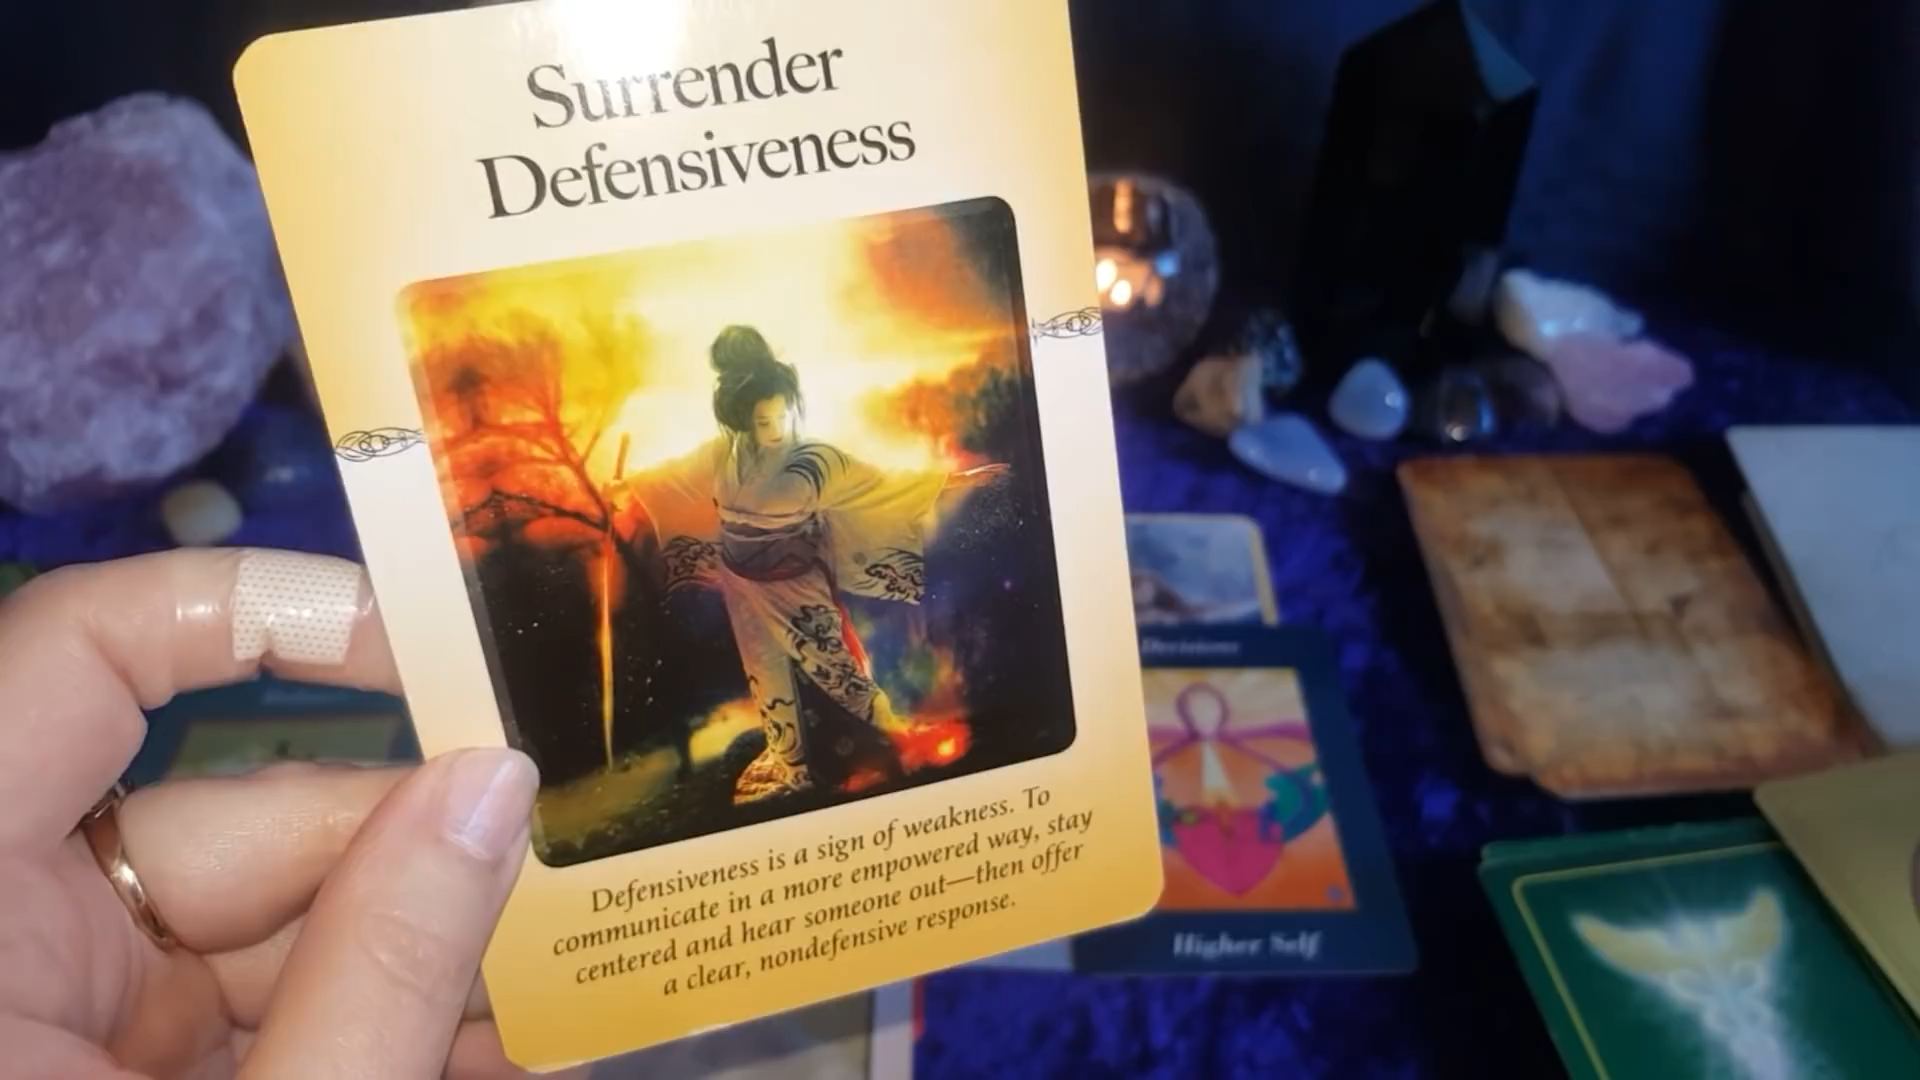 Surrender
Defensiveness
Defensiveness is a sign of weakness. To
communicate in a more empowered way, stay
centered and hear someone out—then offer
a clear, nondefensive response.
Decisions
Higher Self